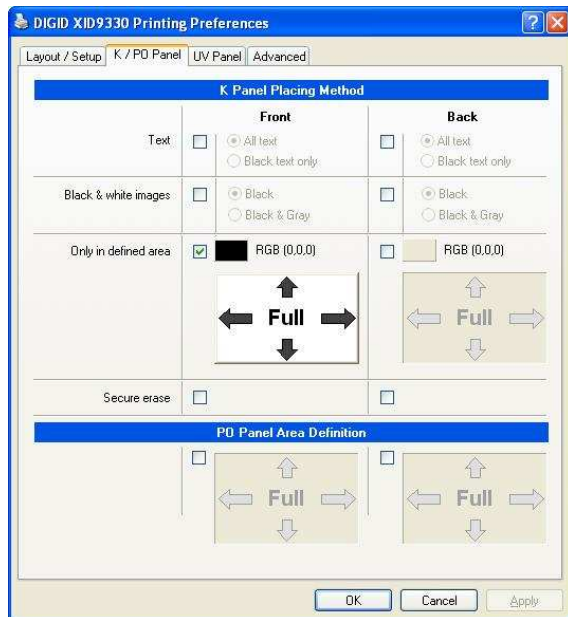 DIGID XID9330 Printing Preferences
Layout / Setup K / PO Panel UV Panel Advanced
K Panel Placing Method
Front Back
Text All text All text
Black text only Black text only
Black & white images Black Black
Black & Gray Black & Gray
Only in defined area RGB (0,0,0) RGB (0,0,0)
Full Full
Secure erase
PO Panel Area Definition
Full Full
OK Cancel Apply